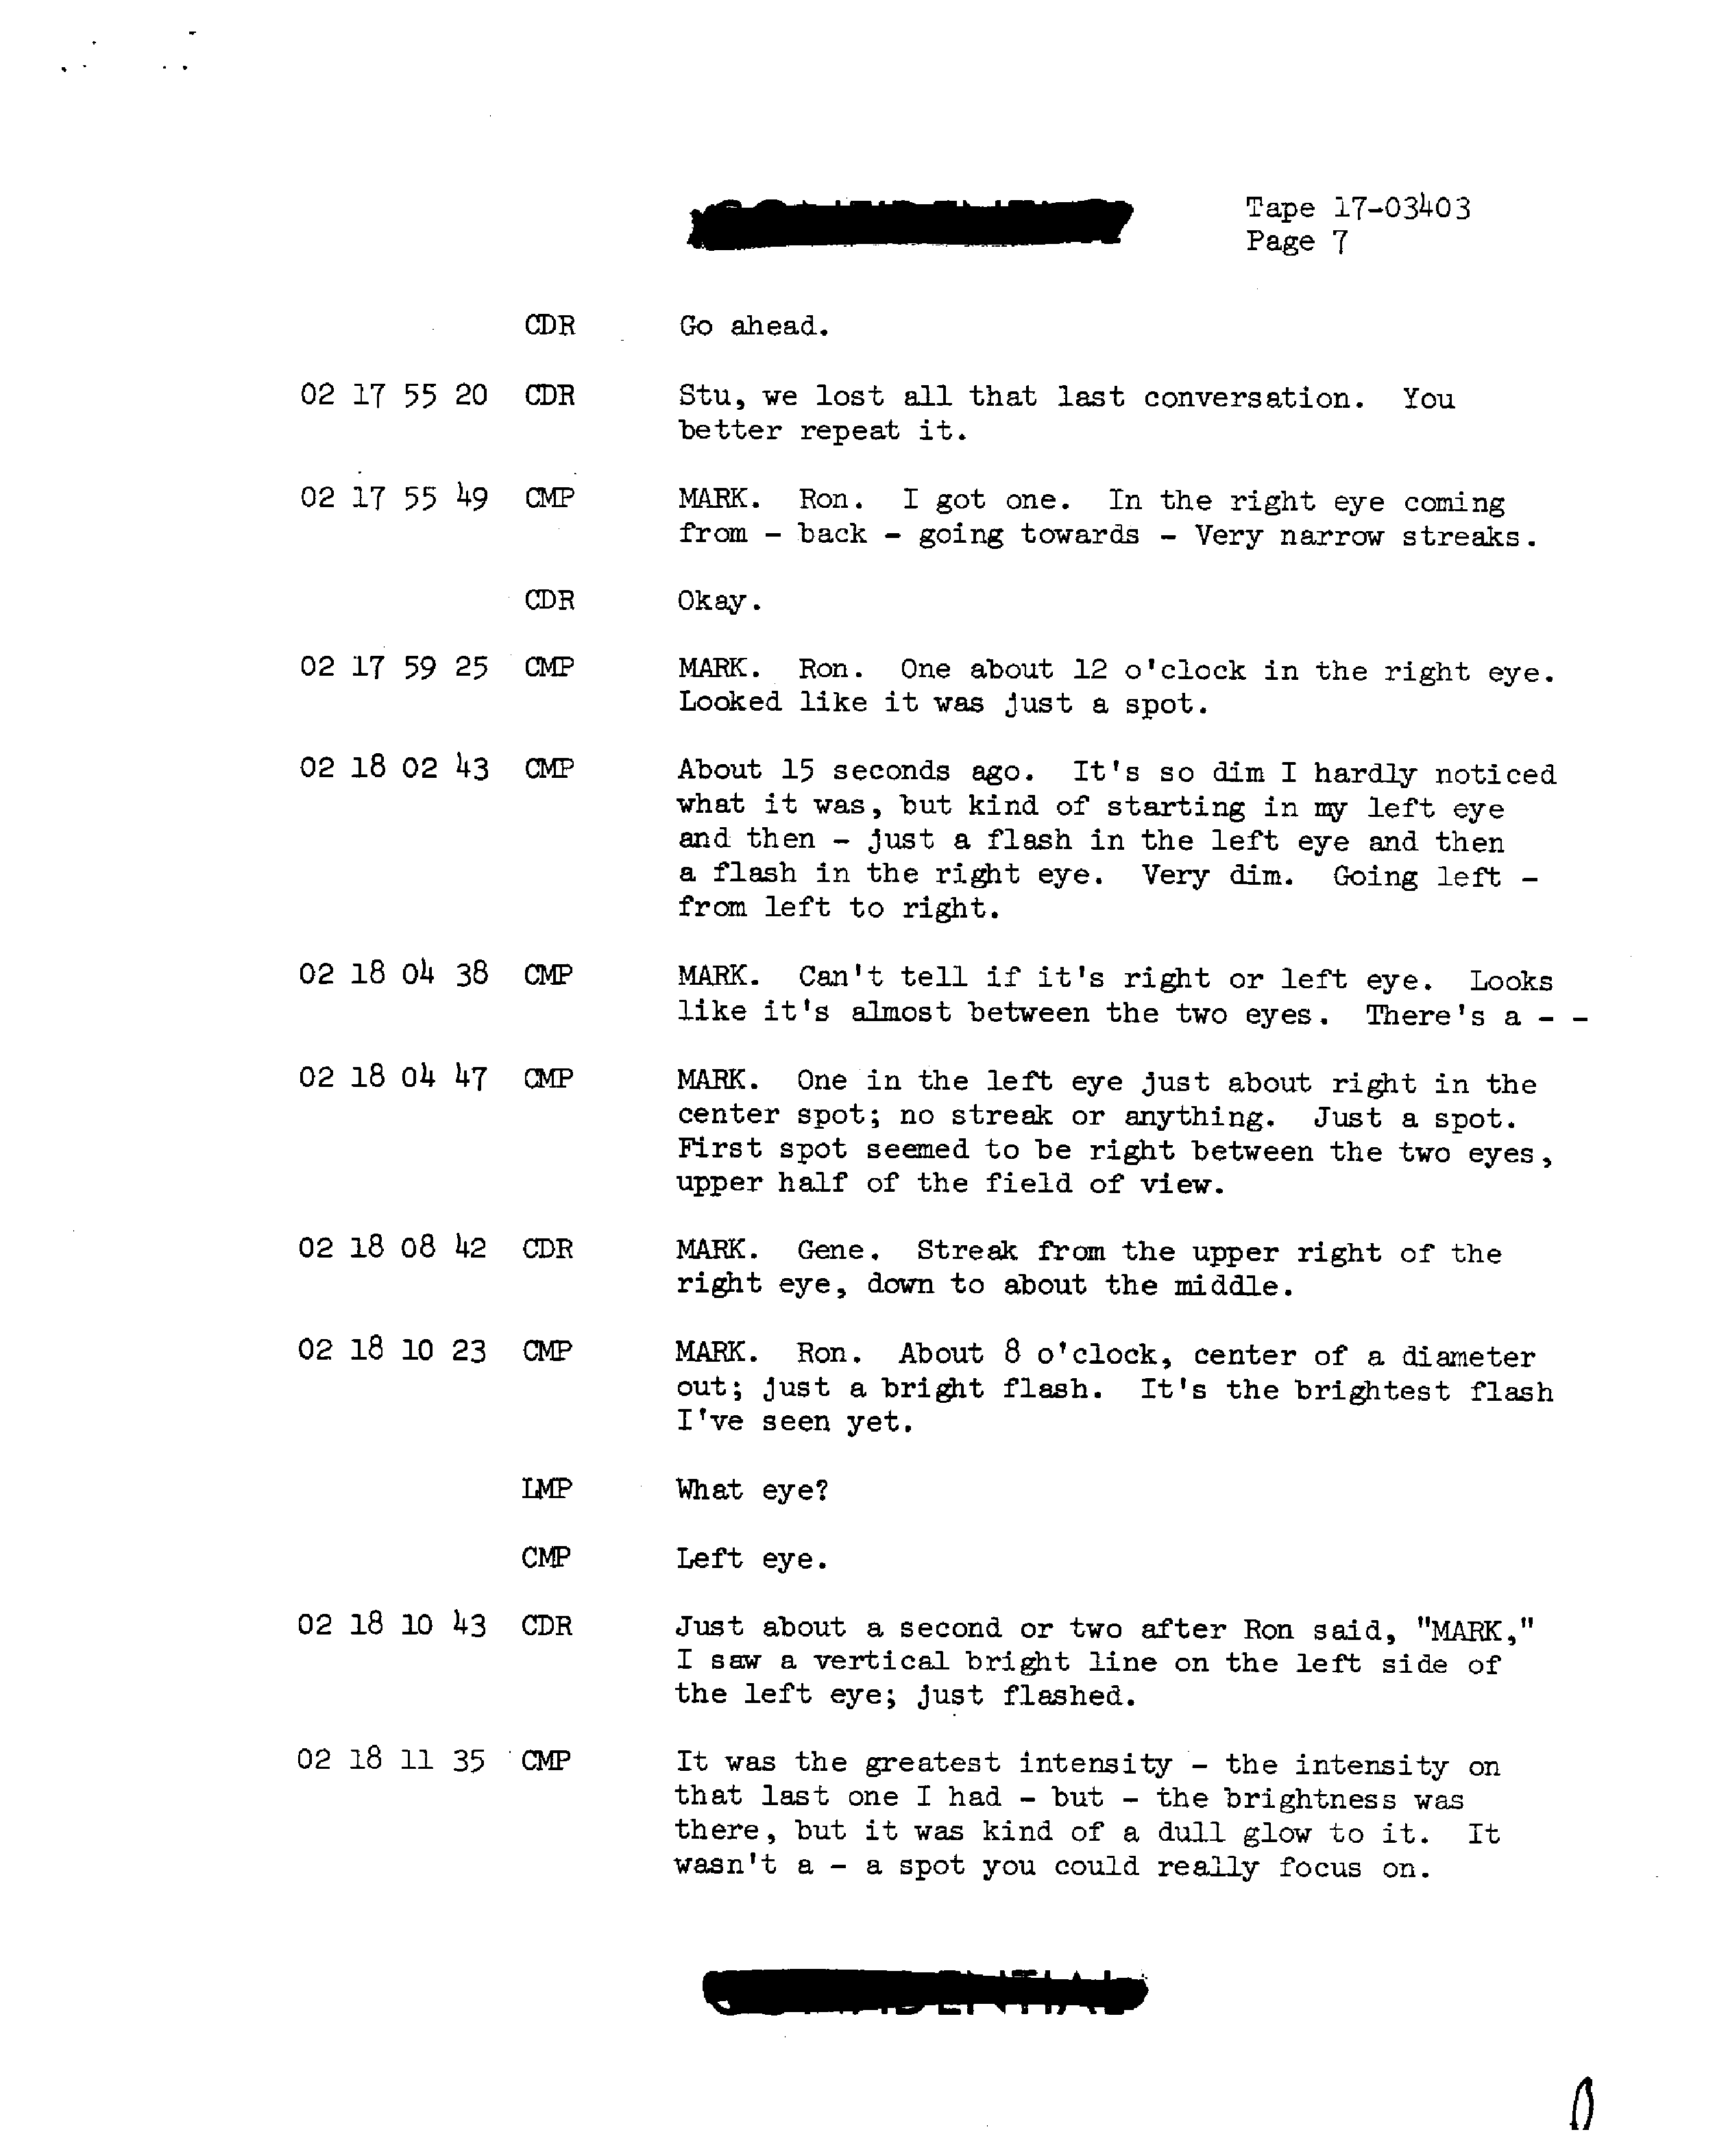 Tape 17-03403
Page 7
CDR Go ahead.
02 17 55 20 CDR Stu, we lost all that last conversation. You
better repeat it.
02 17 55 49 CMP MARK. Ron. I got one. In the right eye coming
from - back - going towards - Very narrow streaks.
CDR Okay.
02 17 59 25 CMP MARK. Ron. One about 12 o'clock in the right eye.
Looked like it was just a spot.
02 18 02 43 CMP About 15 seconds ago. It's so dim I hardly noticed
what it was, but kind of starting in my left eye
and then - just a flash in the left eye and then
a flash in the right eye. Very dim. Going left -
from left to right.
02 18 04 38 CMP MARK. Can't tell if it's right or left eye. Looks
like it's almost between the two eyes. There's a - -
02 18 04 47 CMP MARK. One in the left eye just about right in the
center spot; no streak or anything. Just a spot.
First spot seemed to be right between the two eyes,
upper half of the field of view.
02 18 08 42 CDR MARK. Gene. Streak from the upper right of the
right eye, down to about the middle.
02 18 10 23 CMP MARK. Ron. About 8 o'clock, center of a diameter
out; just a bright flash. It's the brightest flash
I've seen yet.
LMP What eye?
CMP Left eye.
02 18 10 43 CDR Just about a second or two after Ron said, "MARK,"
I saw a vertical bright line on the left side of
the left eye; just flashed.
02 18 11 35 CMP It was the greatest intensity - the intensity on
that last one I had - but - the brightness was
there, but it was kind of a dull glow to it. It
wasn't a - a spot you could really focus on.